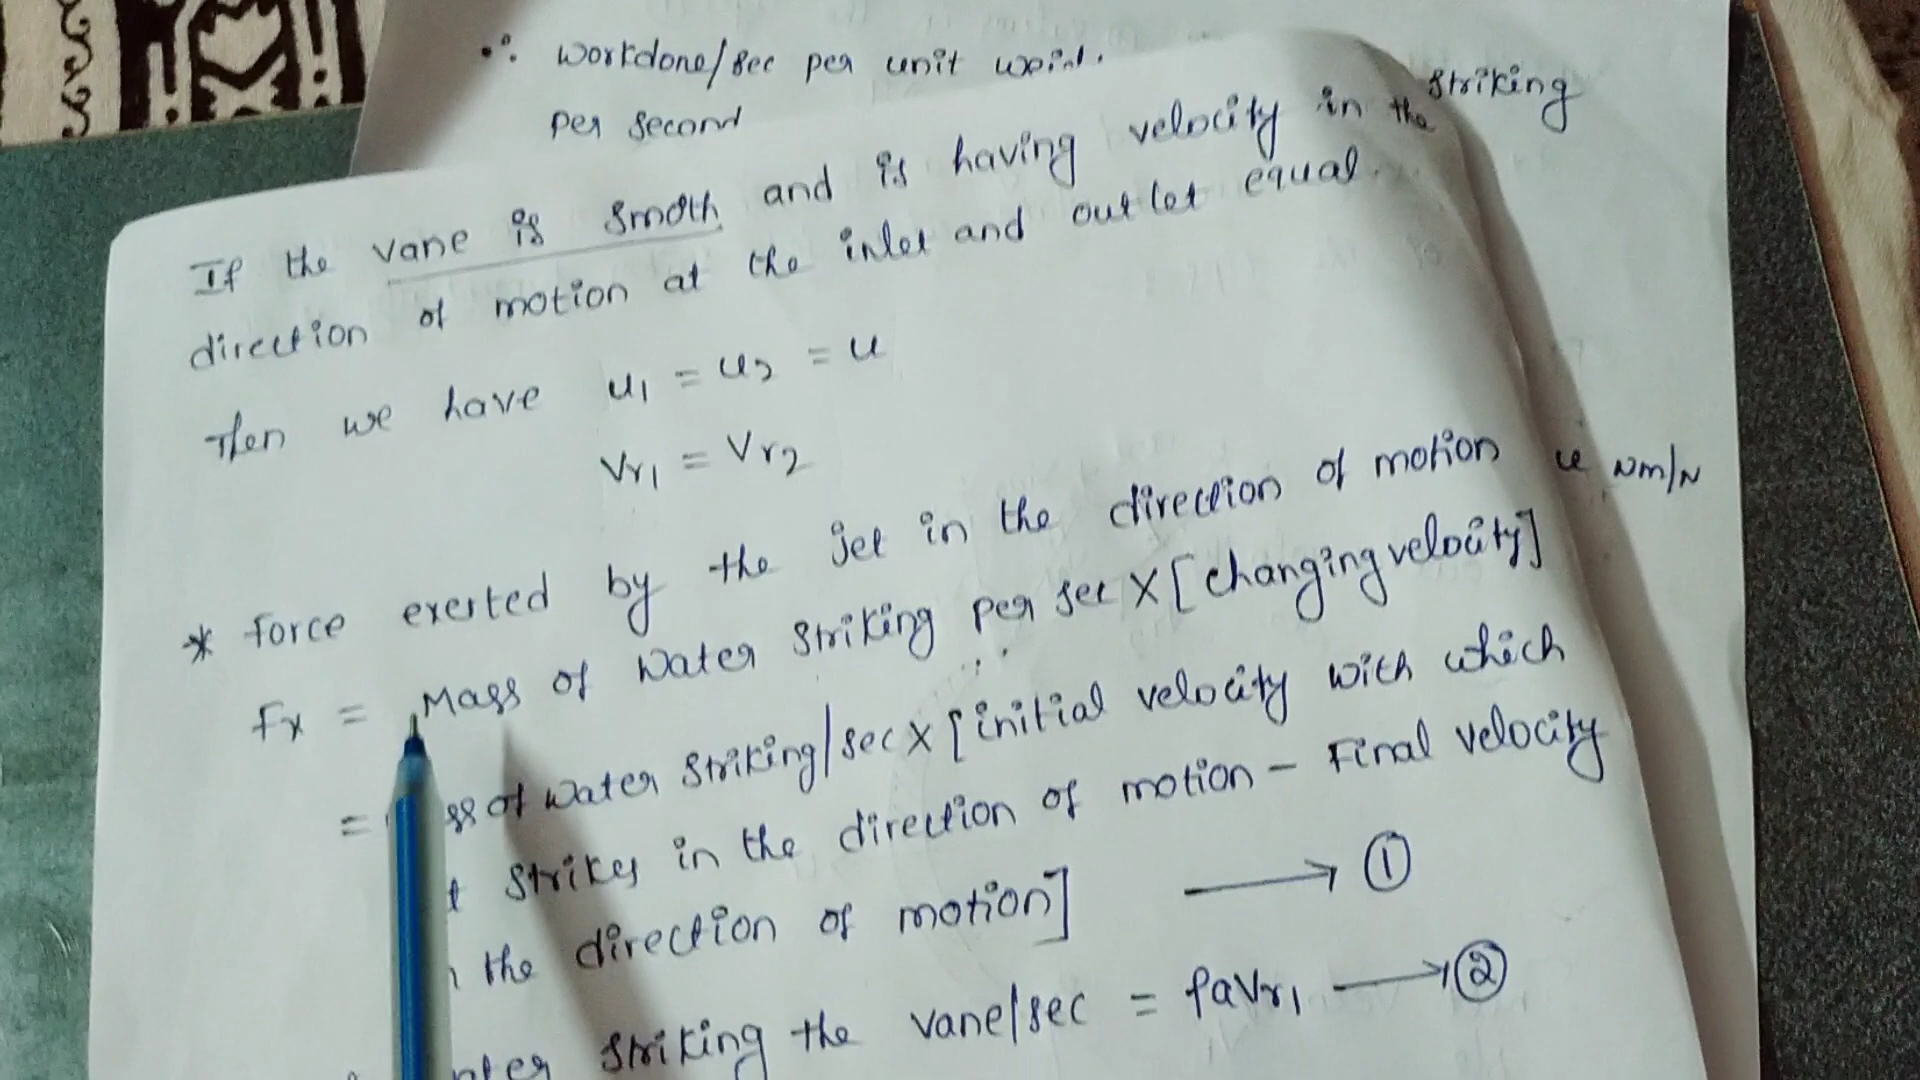 ∴ workdone/sec per unit
per second
striking
If the vane is smoth and is having velocity in the
direction of motion at the inlet and outlet equal.
Then we have u1 = u2 = u
Vr1 = Vr2
u Nm/N
* Force exerted by the jet in the direction of motion
Fx = Mass of water striking per sec X [changing velocity]
= of water striking/sec x [initial velocity with which
strikes in the direction of motion - Final velocity
the direction of motion] → ①
striking the vane/sec = ρaVr1 → ②